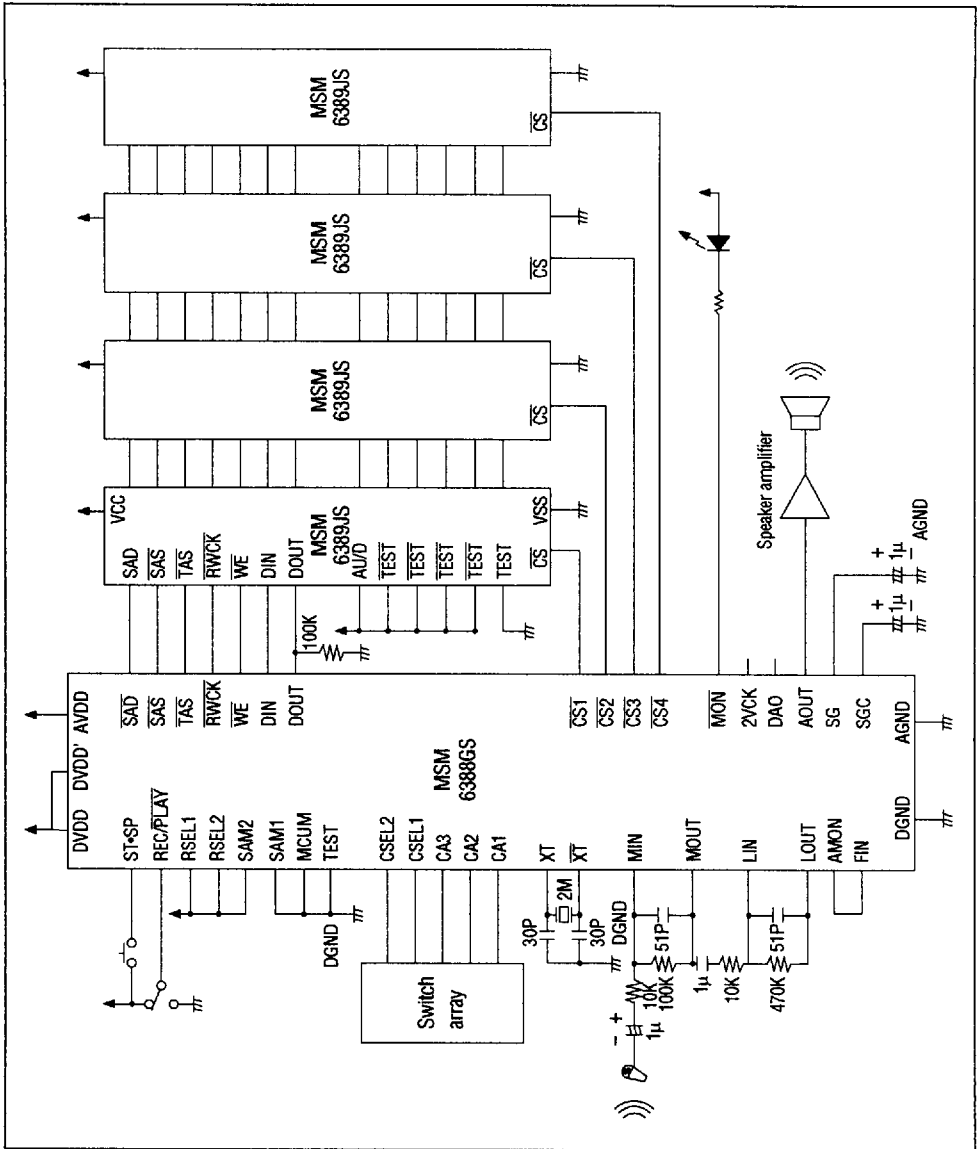 DVDD DVDD' AVDD
ST•SP
REC/PLAY
RSEL1
RSEL2
SAM2
SAM1
MCUM
TEST
DGND
CSEL2
CSEL1
CA3
CA2
CA1
Switch
array
XT
XT
30P
2M
30P
DGND
MIN
MOUT
LIN
LOUT
AMON
FIN
- +
1μ
10K
100K
51P
1μ
10K
470K
51P
MSM
6388GS
DGND
AGND
SAD
SAS
TAS
RWCK
WE
DIN
DOUT
CS1
CS2
CS3
CS4
MON
2VCK
DAO
AOUT
SG
SGC
100K
VCC
SAD
SAS
TAS
RWCK
WE
DIN
DOUT
AU/D
TEST
TEST
TEST
TEST
TEST
CS
VSS
MSM
6389JS
MSM
6389JS
CS
MSM
6389JS
CS
MSM
6389JS
CS
Speaker amplifier
+
1μ
-
+
1μ
-
AGND